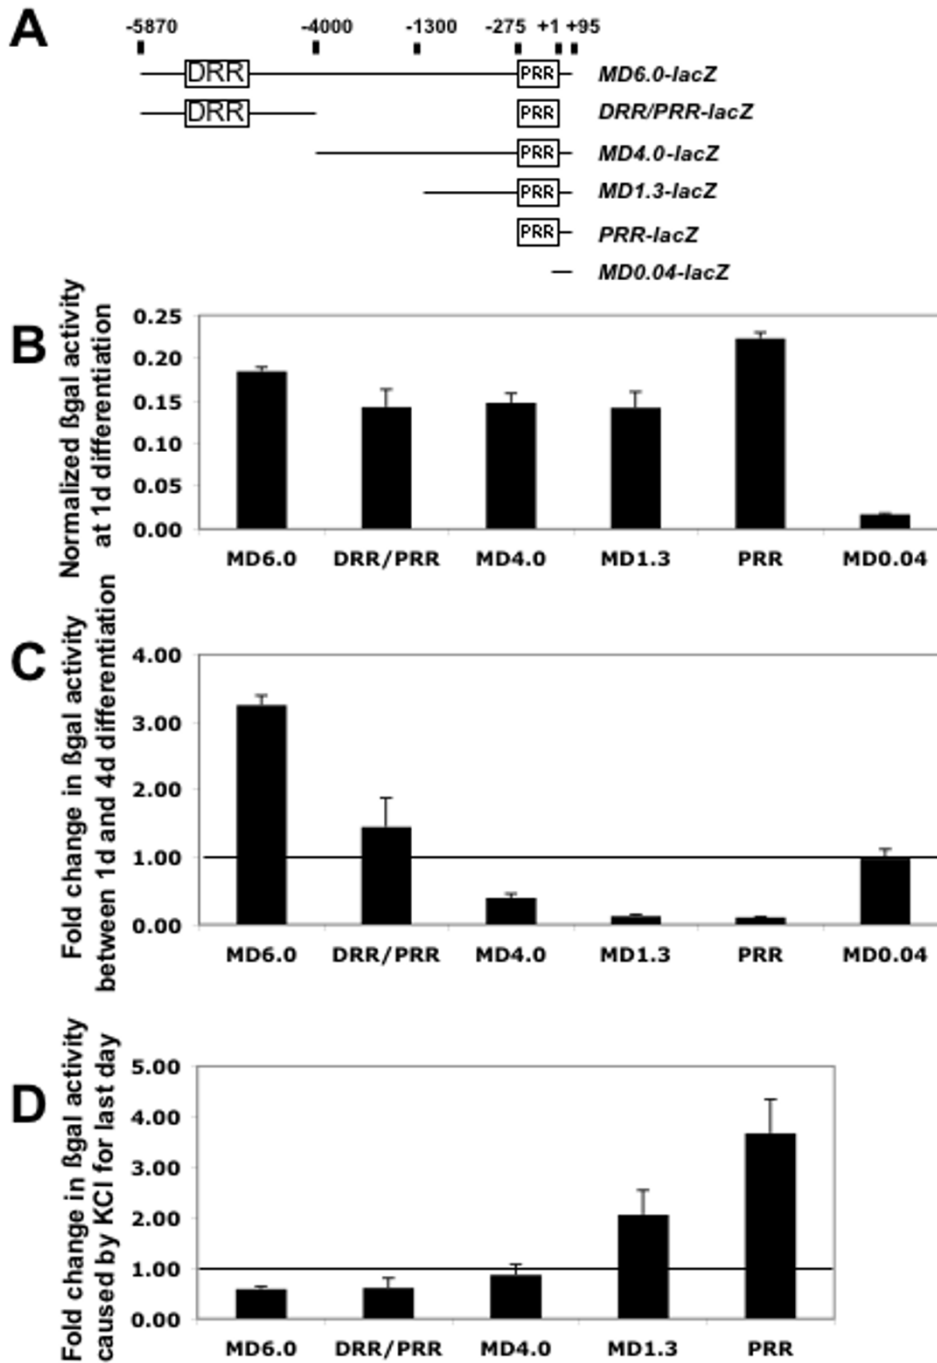 A
-5870 -4000 -1300 -275 +1 +95
DRR PRR MD6.0-lacZ
DRR PRR DRR/PRR-lacZ
PRR MD4.0-lacZ
PRR MD1.3-lacZ
PRR PRR-lacZ
MD0.04-lacZ
B
Normalized ßgal activity
at 1d differentiation
0.25
0.20
0.15
0.10
0.05
0.00
MD6.0 DRR/PRR MD4.0 MD1.3 PRR MD0.04
C
Fold change in ßgal activity
between 1d and 4d differentiation
4.00
3.00
2.00
1.00
0.00
MD6.0 DRR/PRR MD4.0 MD1.3 PRR MD0.04
D
Fold change in ßgal activity
caused by KCl for last day
5.00
4.00
3.00
2.00
1.00
0.00
MD6.0 DRR/PRR MD4.0 MD1.3 PRR